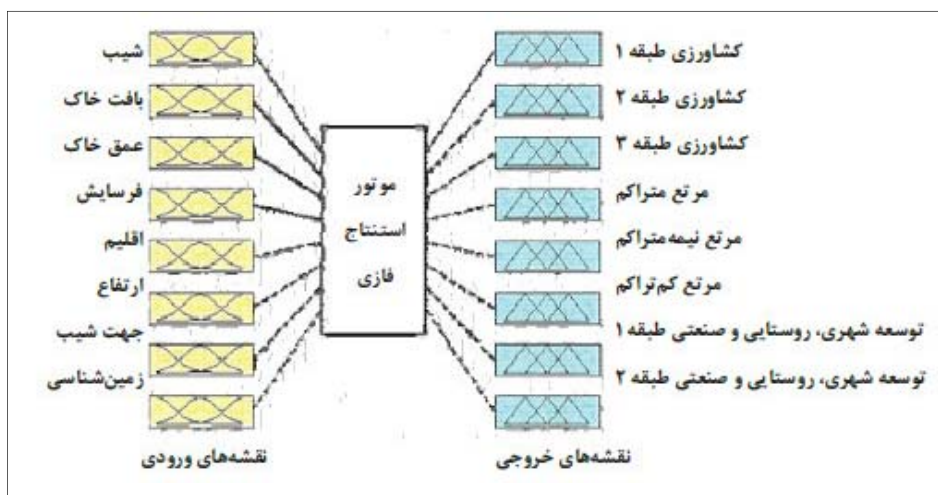 شیب
بافت خاک
عمق خاک
فرسایش
اقلیم
ارتفاع
جهت شیب
زمین‌شناسی
نقشه‌های ورودی
موتور
استنتاج
فازی
کشاورزی طبقه ۱
کشاورزی طبقه ۲
کشاورزی طبقه ۳
مرتع متراکم
مرتع نیمه‌متراکم
مرتع کم‌تراکم
توسعه شهری، روستایی و صنعتی طبقه ۱
توسعه شهری، روستایی و صنعتی طبقه ۲
نقشه‌های خروجی